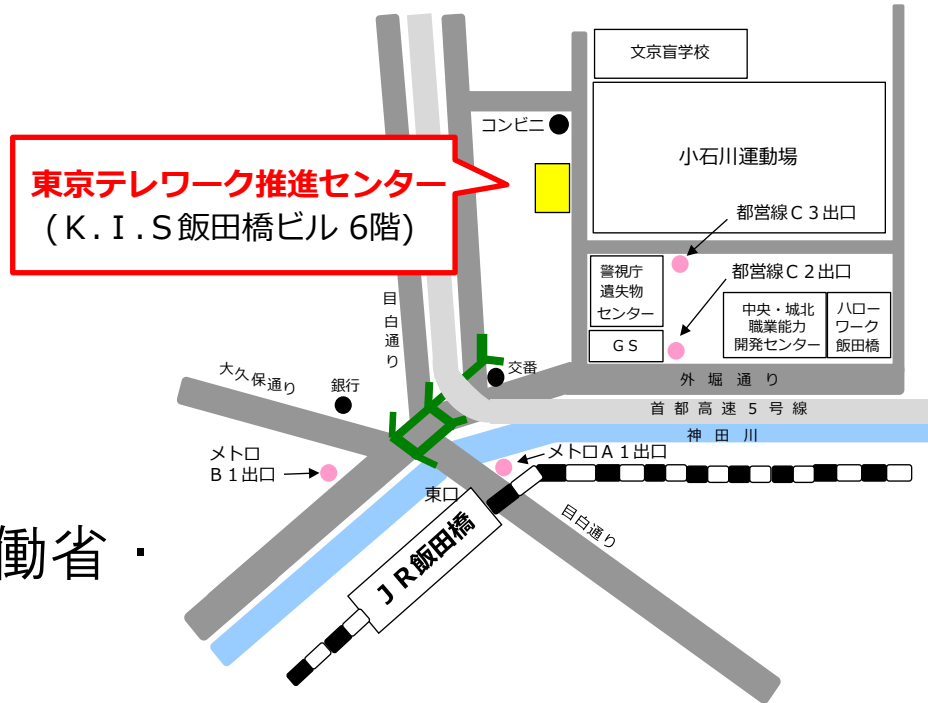 文京盲学校
コンビニ
小石川運動場
東京テレワーク推進センター
(Ｋ.Ｉ.Ｓ飯田橋ビル 6階)
都営線Ｃ３出口
警視庁
遺失物
センター
都営線Ｃ２出口
目白通り
中央・城北
職業能力
開発センター
ハロー
ワーク
飯田橋
ＧＳ
大久保通り
銀行
交番
外堀通り
首都高速５号線
神田川
メトロ
Ｂ１出口
メトロＡ１出口
東口
目白通り
ＪＲ飯田橋
働省・